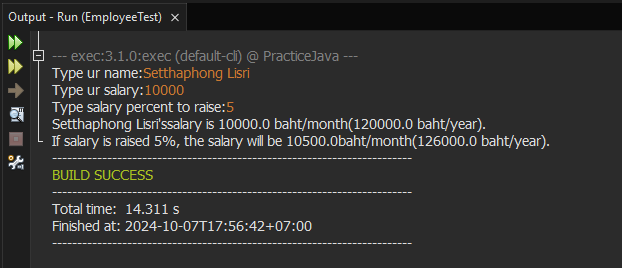 Output - Run (EmployeeTest) ×
--- exec:3.1.0:exec (default-cli) @ PracticeJava ---
Type ur name:Setthaphong Lisri
Type ur salary:10000
Type salary percent to raise:5
Setthaphong Lisri'ssalary is 10000.0 baht/month(120000.0 baht/year).
If salary is raised 5%, the salary will be 10500.0baht/month(126000.0 baht/year).
------------------------------------------------------------------------
BUILD SUCCESS
------------------------------------------------------------------------
Total time:  14.311 s
Finished at: 2024-10-07T17:56:42+07:00
------------------------------------------------------------------------